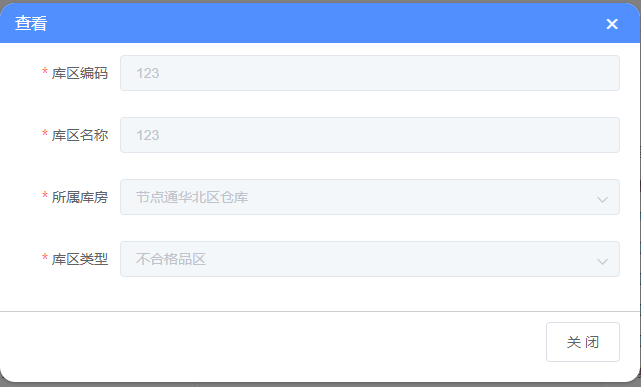 查看
* 库区编码 123
* 库区名称 123
* 所属库房 节点通华北区仓库
* 库区类型 不合格品区
关 闭